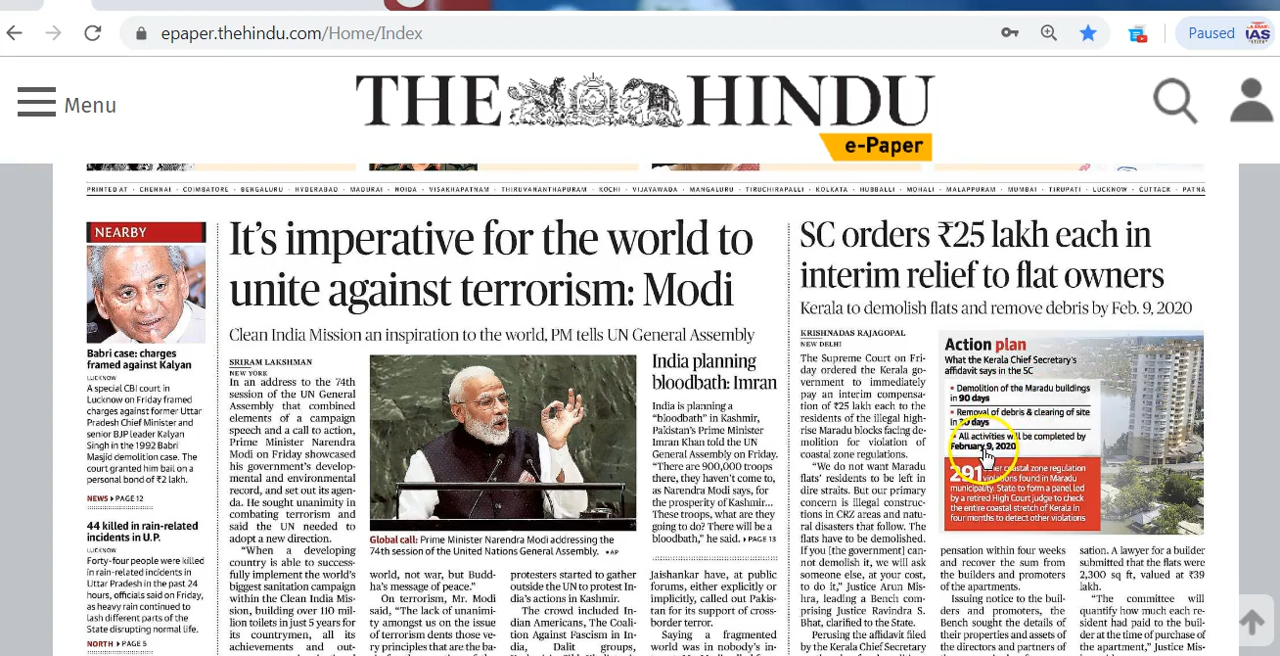 epaper.thehindu.com/Home/Index
Paused
IAS
Menu
THE HINDU
e-Paper
PRINTED AT · CHENNAI · COIMBATORE · BENGALURU · HYDERABAD · MADURAI · NOIDA · VISAKHAPATNAM · THIRUVANANTHAPURAM · KOCHI · VIJAYAWADA · MANGALURU · TIRUCHIRAPALLI · KOLKATA · HUBBALLI · MOHALI · MALAPPURAM · MUMBAI · TIRUPATI · LUCKNOW · CUTTACK · PATNA
NEARBY
Babri case: charges
framed against Kalyan
LUCKNOW
A special CBI court in
Lucknow on Friday framed
charges against former Uttar
Pradesh Chief Minister and
senior BJP leader Kalyan
Singh in the 1992 Babri
Masjid demolition case. The
court granted him bail on a
personal bond of ₹2 lakh.
NEWS ▶ PAGE 12
44 killed in rain-related
incidents in U.P.
LUCKNOW
Forty-four people were killed
in rain-related incidents in
Uttar Pradesh in the past 24
hours, officials said on Friday,
as heavy rain continued to
lash different parts of the
State disrupting normal life.
NORTH ▶ PAGE 5
It's imperative for the world to
unite against terrorism: Modi
Clean India Mission an inspiration to the world, PM tells UN General Assembly
SRIRAM LAKSHMAN
NEW YORK
In an address to the 74th
session of the UN General
Assembly that combined
elements of a campaign
speech and a call to action,
Prime Minister Narendra
Modi on Friday showcased
his government's develop-
mental and environmental
record, and set out its agen-
da. He sought unanimity in
combating terrorism and
said the UN needed to
adopt a new direction.
"When a developing
country is able to success-
fully implement the world's
biggest sanitation campaign
within the Clean India Mis-
sion, building over 110 mil-
lion toilets in just 5 years for
its countrymen, all its
achievements and out-
Global call: Prime Minister Narendra Modi addressing the
74th session of the United Nations General Assembly. • AP
world, not war, but Budd-
ha's message of peace."
On terrorism, Mr. Modi
said, "The lack of unanimi-
ty amongst us on the issue
of terrorism dents those ve-
ry principles that are the ba-
protesters started to gather
outside the UN to protest In-
dia's actions in Kashmir.
The crowd included In-
dian Americans, The Coali-
tion Against Fascism in In-
dia, Dalit groups,
India planning
bloodbath: Imran
India is planning a
"bloodbath" in Kashmir,
Pakistan's Prime Minister
Imran Khan told the UN
General Assembly on Friday.
"There are 900,000 troops
there, they haven't come to,
as Narendra Modi says, for
the prosperity of Kashmir...
These troops, what are they
going to do? There will be a
bloodbath," he said. ▶ PAGE 13
Jaishankar have, at public
forums, either explicitly or
implicitly, called out Pakis-
tan for its support of cross-
border terror.
Saying a fragmented
world was in nobody's in-
SC orders ₹25 lakh each in
interim relief to flat owners
Kerala to demolish flats and remove debris by Feb. 9, 2020
KRISHNADAS RAJAGOPAL
NEW DELHI
The Supreme Court on Fri-
day ordered the Kerala go-
vernment to immediately
pay an interim compensa-
tion of ₹25 lakh each to the
residents of the illegal high-
rise Maradu blocks facing de-
molition for violation of
coastal zone regulations.
"We do not want Maradu
flats' residents to be left in
dire straits. But our primary
concern is illegal construc-
tions in CRZ areas and natu-
ral disasters that follow. The
flats have to be demolished.
If you [the government] can-
not demolish it, we will ask
someone else, at your cost,
to do it," Justice Arun Mis-
hra, leading a Bench com-
prising Justice Ravindra S.
Bhat, clarified to the State.
Perusing the affidavit filed
by the Kerala Chief Secretary
Action plan
What the Kerala Chief Secretary's
affidavit says in the SC
• Demolition of the Maradu buildings
in 90 days
• Removal of debris & clearing of site
in days
• All activities will be completed by
February 9, 2020
291 coastal zone regulation
violations found in Maradu
municipality. State to form a panel led
by a retired High Court judge to check
the entire coastal stretch of Kerala in
four months to detect other violations
pensation within four weeks
and recover the sum from
the builders and promoters
of the apartments.
Issuing notice to the buil-
ders and promoters, the
Bench sought the details of
their properties and assets of
the directors and partners of
sation. A lawyer for a builder
submitted that the flats were
2,300 sq ft, valued at ₹39
lakh.
"The committee will
quantify how much each re-
sident had paid to the buil-
der at the time of purchase of
the apartment," Justice Mis-